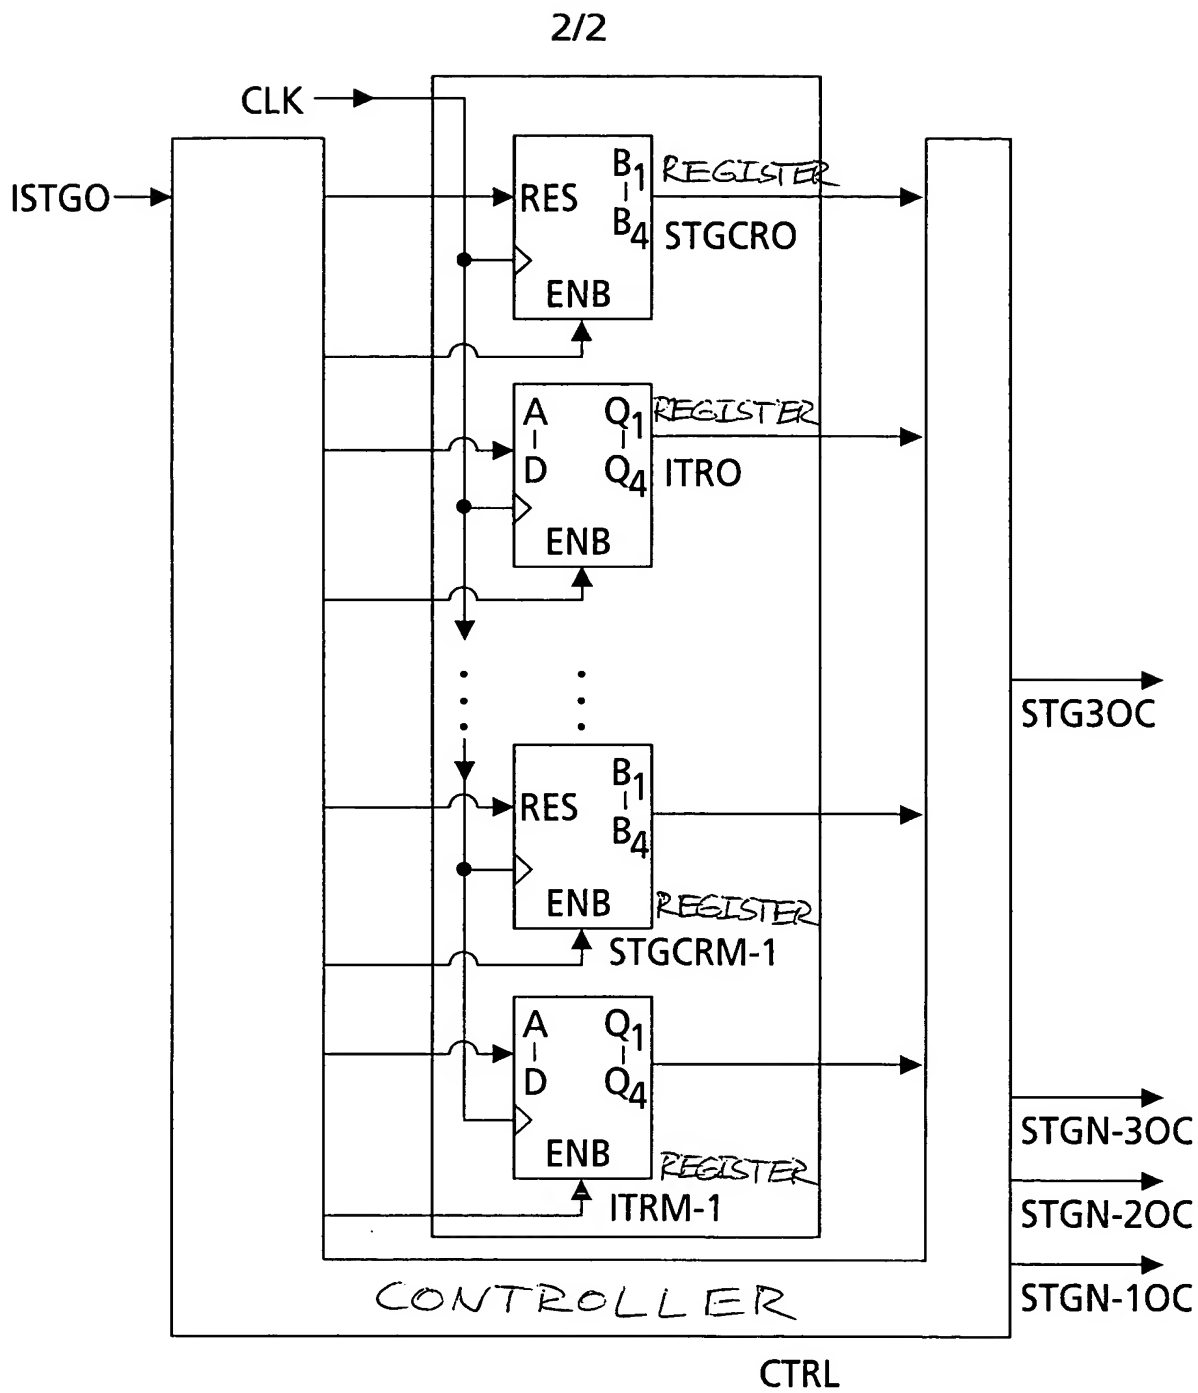 2/2
CLK
ISTGO
RES
B1
B4
ENB
REGISTER
STGCRO
A
D
Q1
Q4
ENB
REGISTER
ITRO
STG3OC
RES
B1
B4
ENB
REGISTER
STGCRM-1
A
D
Q1
Q4
ENB
REGISTER
ITRM-1
STGN-3OC
STGN-2OC
STGN-1OC
CONTROLLER
CTRL